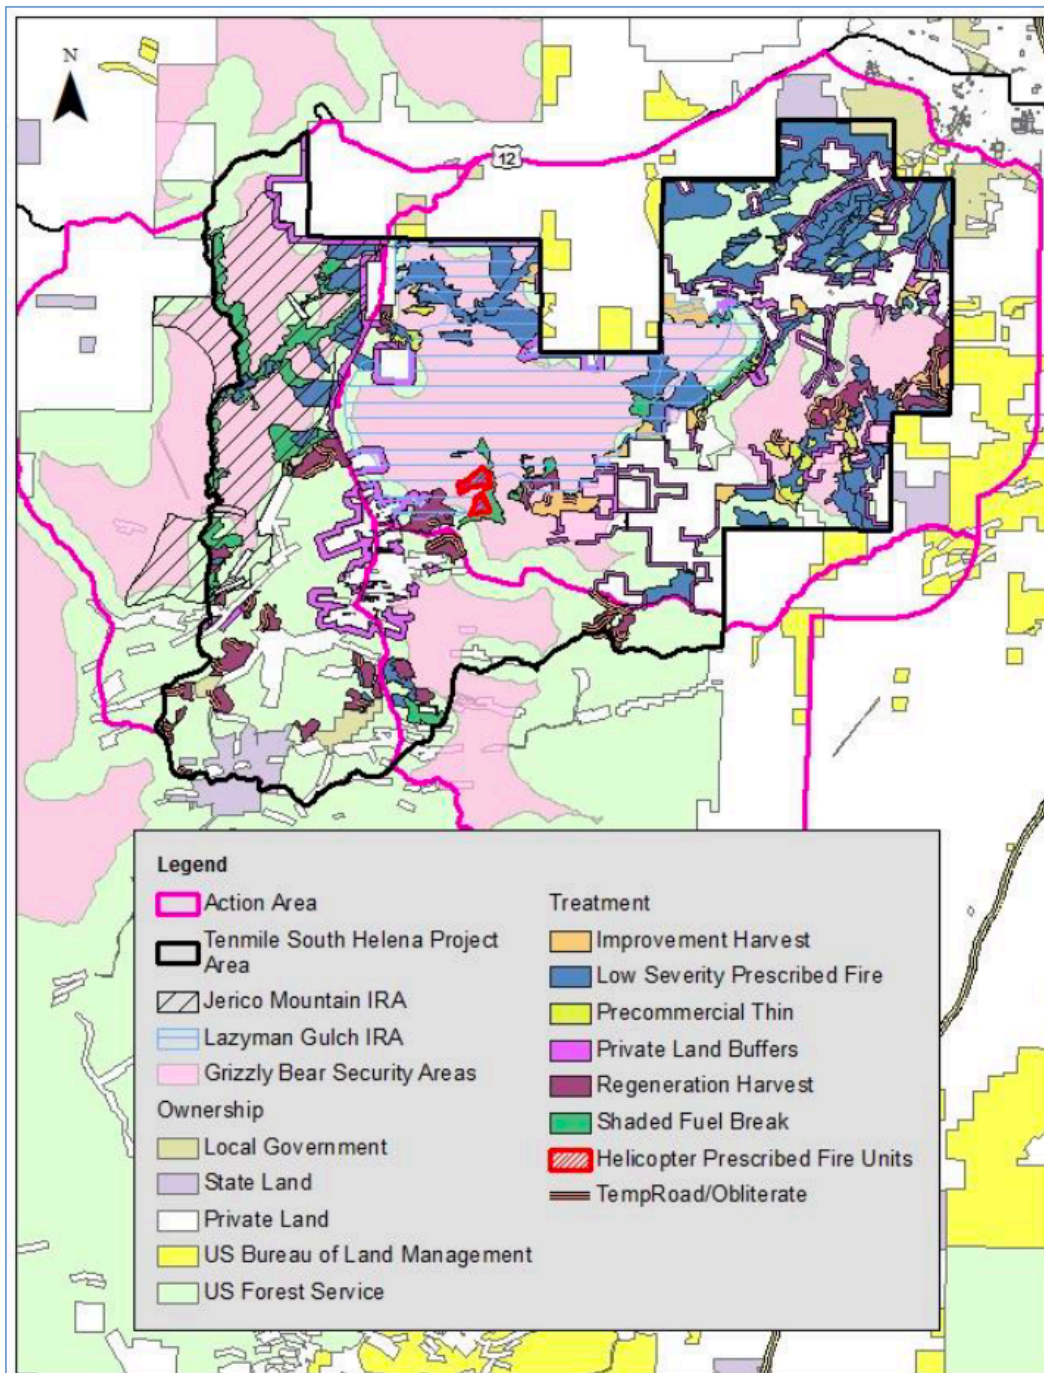 N
12
Legend
Action Area
Tenmile South Helena Project
Area
Jerico Mountain IRA
Lazyman Gulch IRA
Grizzly Bear Security Areas
Ownership
Local Government
State Land
Private Land
US Bureau of Land Management
US Forest Service
Treatment
Improvement Harvest
Low Severity Prescribed Fire
Precommercial Thin
Private Land Buffers
Regeneration Harvest
Shaded Fuel Break
Helicopter Prescribed Fire Units
TempRoad/Obliterate